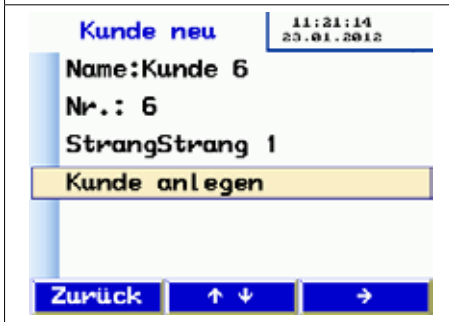 Kunde neu
11:21:14
23.01.2012
Name:Kunde 6
Nr.: 6
StrangStrang 1
Kunde anlegen
Zurück ↑ ↓ →